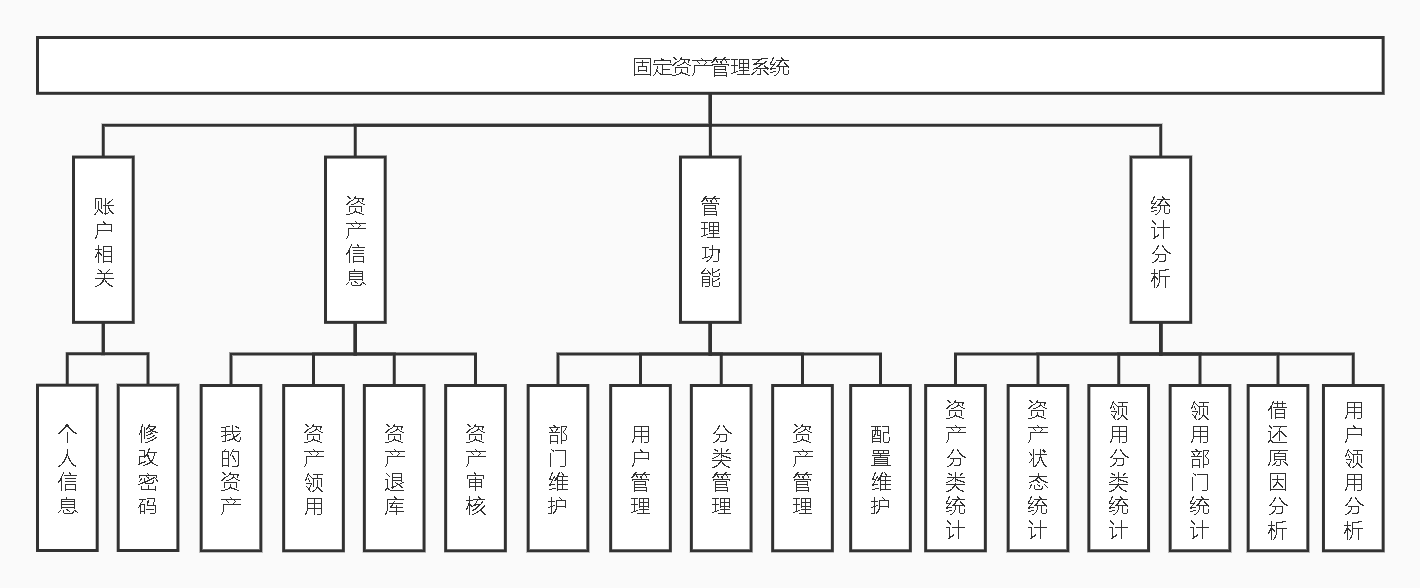 固定资产管理系统
账户相关
资产信息
管理功能
统计分析
个人信息
修改密码
我的资产
资产领用
资产退库
资产审核
部门维护
用户管理
分类管理
资产管理
配置维护
资产分类统计
资产状态统计
领用分类统计
领用部门统计
借还原因分析
用户领用分析